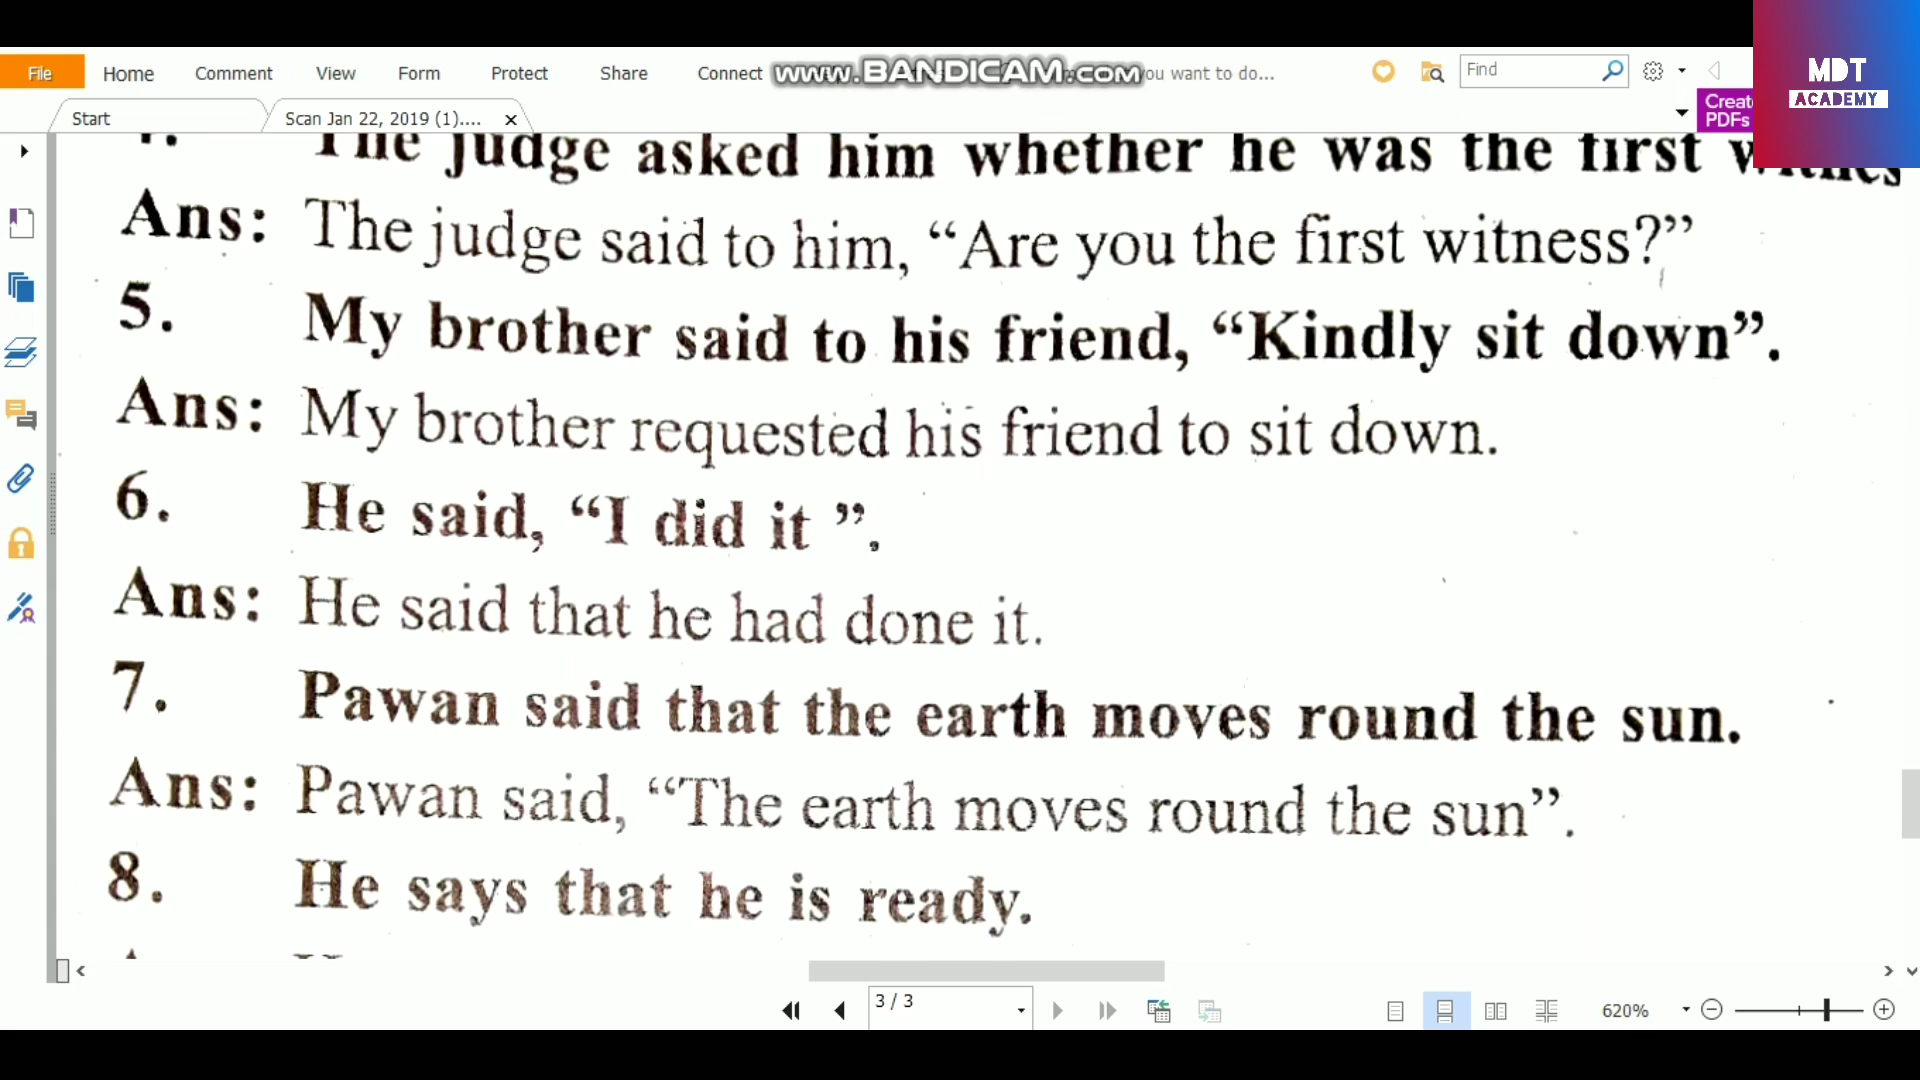 www.BANDICAM.com
MDT
ACADEMY
File Home Comment View Form Protect Share Connect you want to do... Find
Create
PDFs
Start Scan Jan 22, 2019 (1)....
The judge asked him whether he was the first
Ans: The judge said to him, “Are you the first witness?”
5. My brother said to his friend, “Kindly sit down”.
Ans: My brother requested his friend to sit down.
6. He said, “I did it ”.
Ans: He said that he had done it.
7. Pawan said that the earth moves round the sun.
Ans: Pawan said, “The earth moves round the sun”.
8. He says that he is ready.
3 / 3 620%